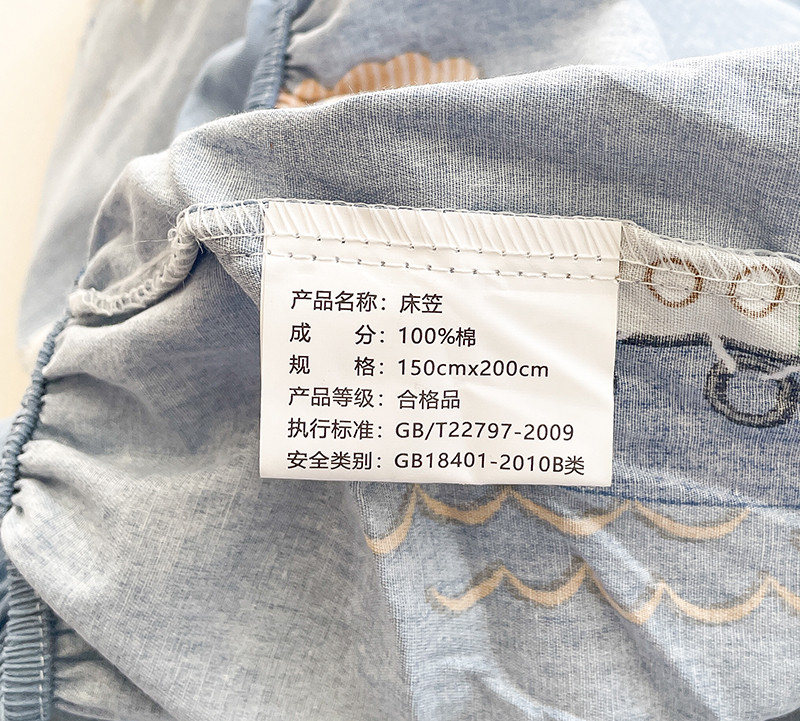 产品名称：床笠
成　　分：100%棉
规　　格：150cmx200cm
产品等级：合格品
执行标准：GB/T22797-2009
安全类别：GB18401-2010B类